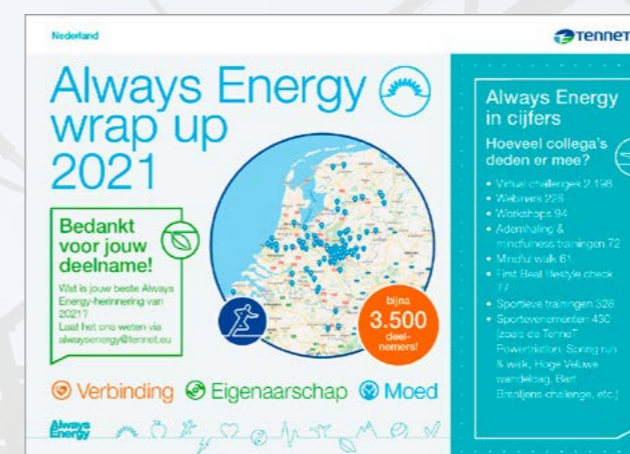 Nederland
TenneT
Always Energy
wrap up
2021
Bedankt
voor jouw
deelname!
Wat is jouw beste Always
Energy-herinnering van
2021?
Laat het ons weten via
alwaysenergy@tennet.eu
bijna
3.500
deel-
nemers!
Verbinding
Eigenaarschap
Moed
Always
Energy
Always Energy
in cijfers
Hoeveel collega's
deden er mee?
• Virtual challenges 2.198
• Webinars 226
• Workshops 94
• Ademhaling &
mindfulness trainingen 72
• Mindful walk 61
• First Beat lifestyle check
77
• Sportieve trainingen 328
• Sportevenementen 430
(zoals de TenneT
Powertriatlon, Spring run
& walk, Hoge Veluwe
wandeldag, Bart
Brentjens challenge, etc.)